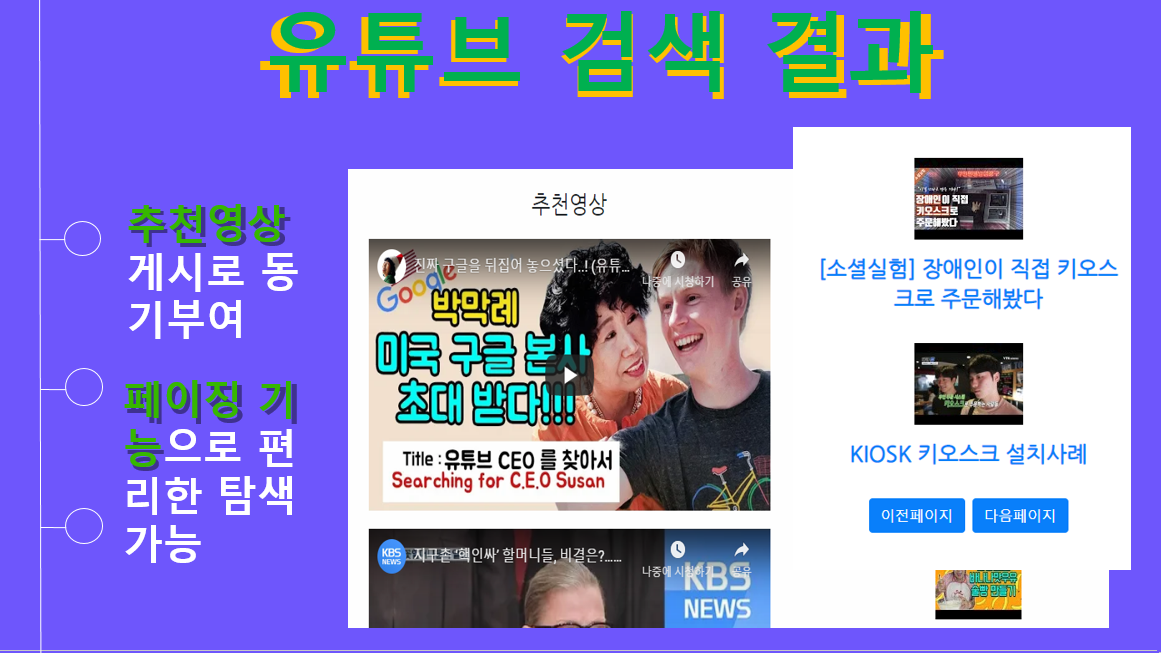 유튜브 검색 결과
추천영상
게시로 동
기부여
페이징 기
능으로 편
리한 탐색
가능
추천영상
진짜 구글을 뒤집어 놓으셨다..! (유튜...
나중에 시청하기
공유
Google
박막례
미국 구글 본사
초대 받다!!!
Title : 유튜브 CEO 를 찾아서
Searching for C.E.O Susan
KBS
NEWS
지구촌 ‘핵인싸’ 할머니들, 비결은?......
나중에 시청하기
공유
KBS
NEWS
장애인이 직접
키오스크로
주문해봤다
[소셜실험] 장애인이 직접 키오스
크로 주문해봤다
KIOSK 키오스크 설치사례
이전페이지
다음페이지
술빵 만들기